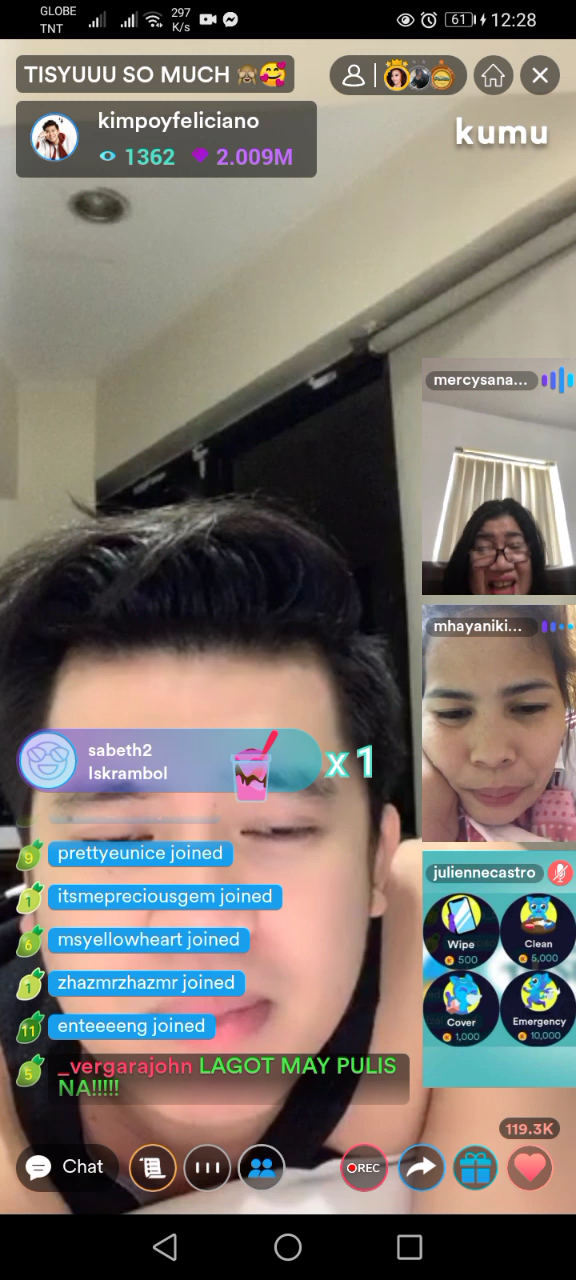 GLOBE
TNT
297
K/s
61
12:28
TISYUUU SO MUCH 🙈🥰
kimpoyfeliciano
1362 2.009M
kumu
mercysana...
mhayaniki...
sabeth2
Iskrambol
x 1
9 prettyeunice joined
1 itsmepreciousgem joined
6 msyellowheart joined
1 zhazmrzhazmr joined
11 enteeeeng joined
5 _vergarajohn LAGOT MAY PULIS
NA!!!!!
juliennecastro
Wipe
500
Clean
5,000
Cover
1,000
Emergency
10,000
119.3K
Chat
REC